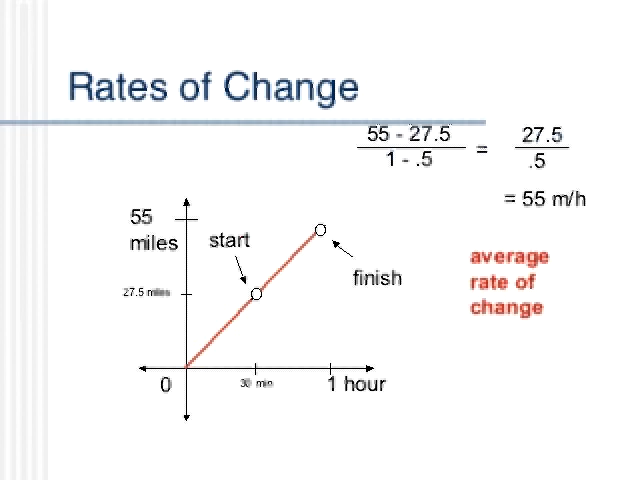 Rates of Change
55 - 27.5
1 - .5
=
27.5
.5
= 55 m/h
55
miles
start
finish
average
rate of
change
27.5 miles
0
30 min
1 hour